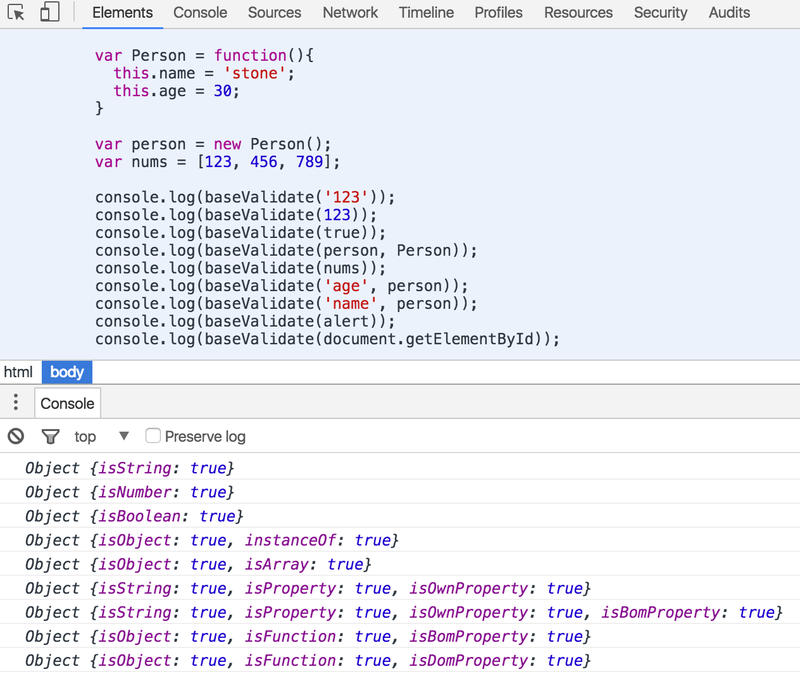 Elements Console Sources Network Timeline Profiles Resources Security Audits
var Person = function(){
this.name = 'stone';
this.age = 30;
}
var person = new Person();
var nums = [123, 456, 789];
console.log(baseValidate('123'));
console.log(baseValidate(123));
console.log(baseValidate(true));
console.log(baseValidate(person, Person));
console.log(baseValidate(nums));
console.log(baseValidate('age', person));
console.log(baseValidate('name', person));
console.log(baseValidate(alert));
console.log(baseValidate(document.getElementById));
html body
Console
top Preserve log
Object {isString: true}
Object {isNumber: true}
Object {isBoolean: true}
Object {isObject: true, instanceOf: true}
Object {isObject: true, isArray: true}
Object {isString: true, isProperty: true, isOwnProperty: true}
Object {isString: true, isProperty: true, isOwnProperty: true, isBomProperty: true}
Object {isObject: true, isFunction: true, isBomProperty: true}
Object {isObject: true, isFunction: true, isDomProperty: true}